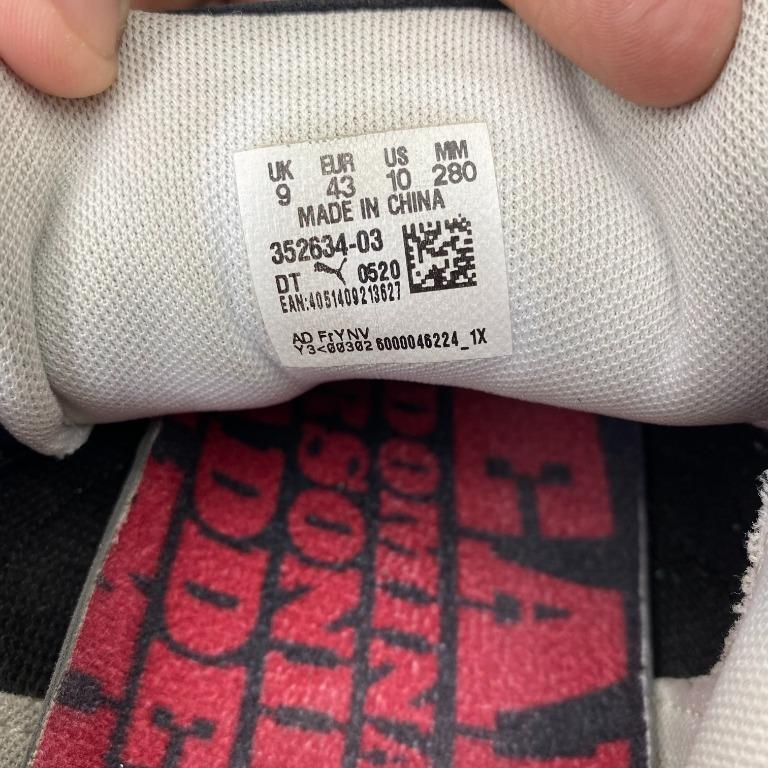 UK EUR US MM
9 43 10 280
MADE IN CHINA
352634-03
DT 0520
EAN:4051409213627
AD FrYNV
Y3<00302 6000046224_1X